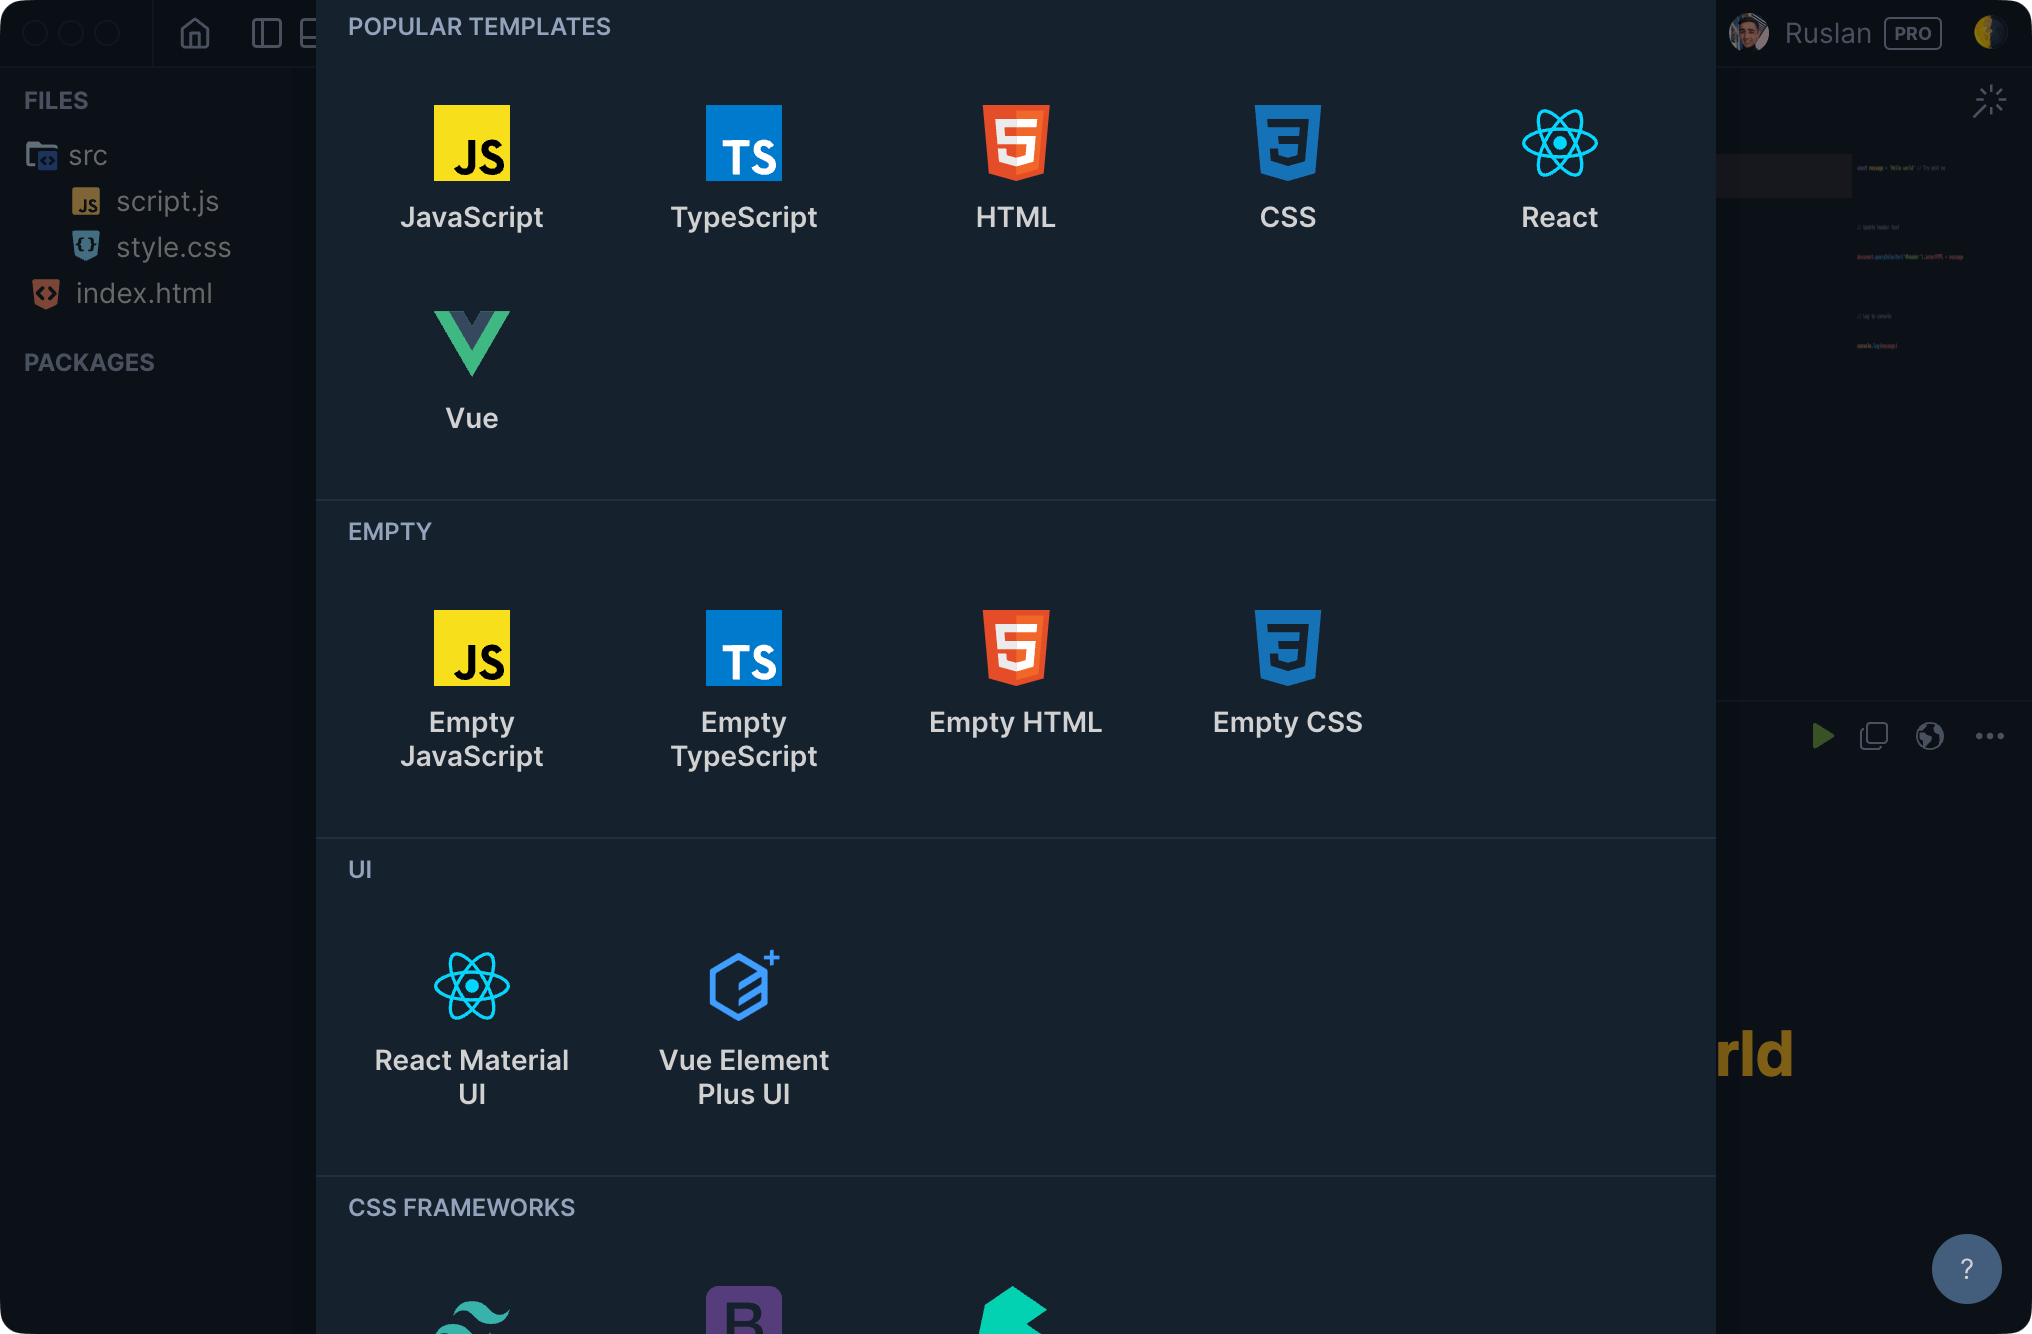 POPULAR TEMPLATES
Ruslan PRO
FILES
src
JS script.js
style.css
index.html
PACKAGES
JS
TS
JavaScript
TypeScript
HTML
CSS
React
Vue
EMPTY
JS
TS
Empty JavaScript
Empty TypeScript
Empty HTML
Empty CSS
UI
React Material
UI
Vue Element
Plus UI
rld
CSS FRAMEWORKS
B
?